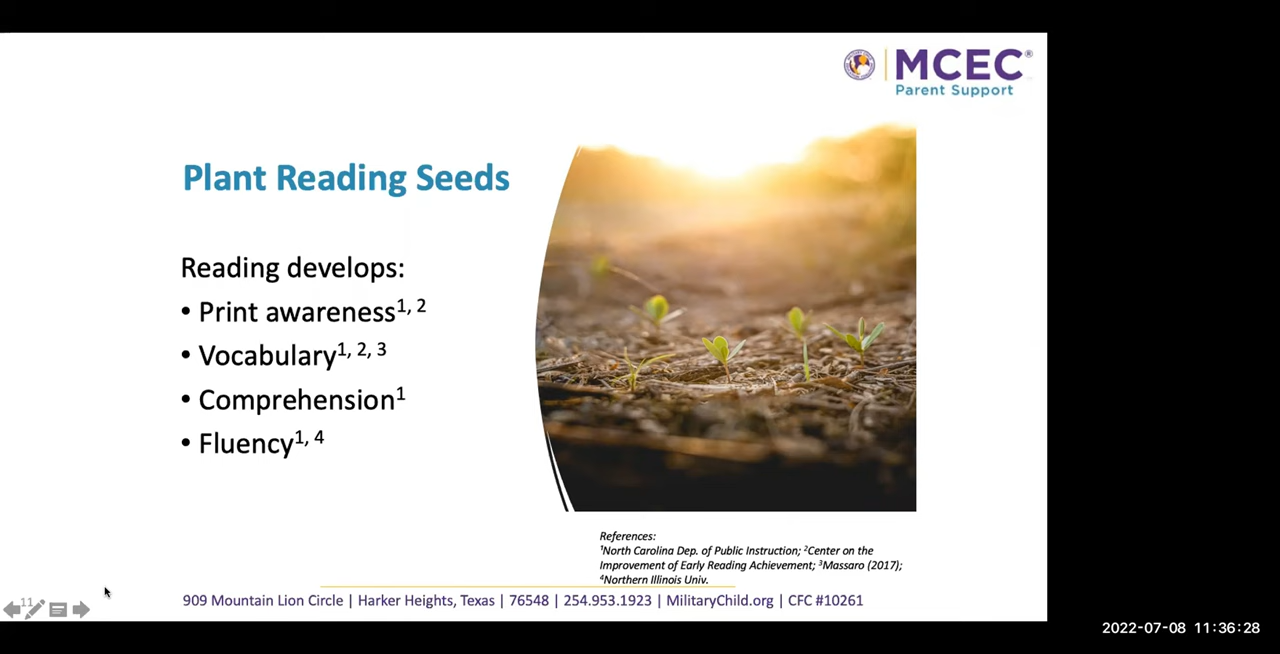 MCEC®
Parent Support
Plant Reading Seeds
Reading develops:
• Print awareness1, 2
• Vocabulary1, 2, 3
• Comprehension1
• Fluency1, 4
References:
1North Carolina Dep. of Public Instruction; 2Center on the
Improvement of Early Reading Achievement; 3Massaro (2017);
4Northern Illinois Univ.
909 Mountain Lion Circle | Harker Heights, Texas | 76548 | 254.953.1923 | MilitaryChild.org | CFC #10261
11
2022-07-08 11:36:28